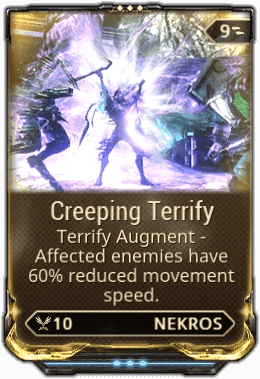 9
Creeping Terrify
Terrify Augment -
Affected enemies have
60% reduced movement
speed.
10 NEKROS